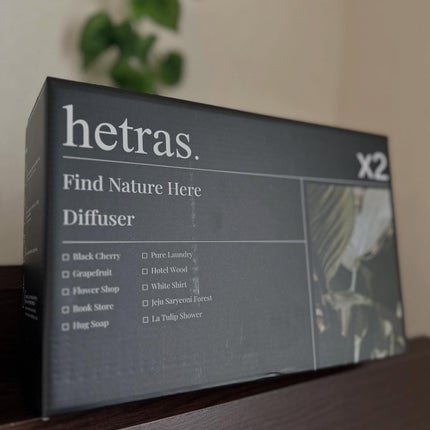 hetras.
X2
Find Nature Here
Diffuser
Black Cherry
Grapefruit
Flower Shop
Book Store
Hug Soap
Pure Laundry
Hotel Wood
White Shirt
Jeju Saryeoni Forest
La Tulip Shower